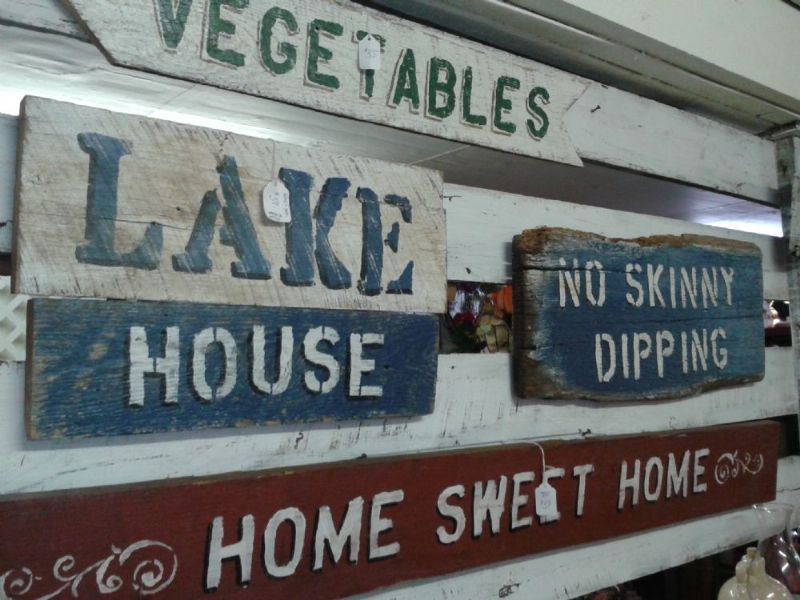 VEGETABLES
LAKE
HOUSE
NO SKINNY
DIPPING
HOME SWEET HOME